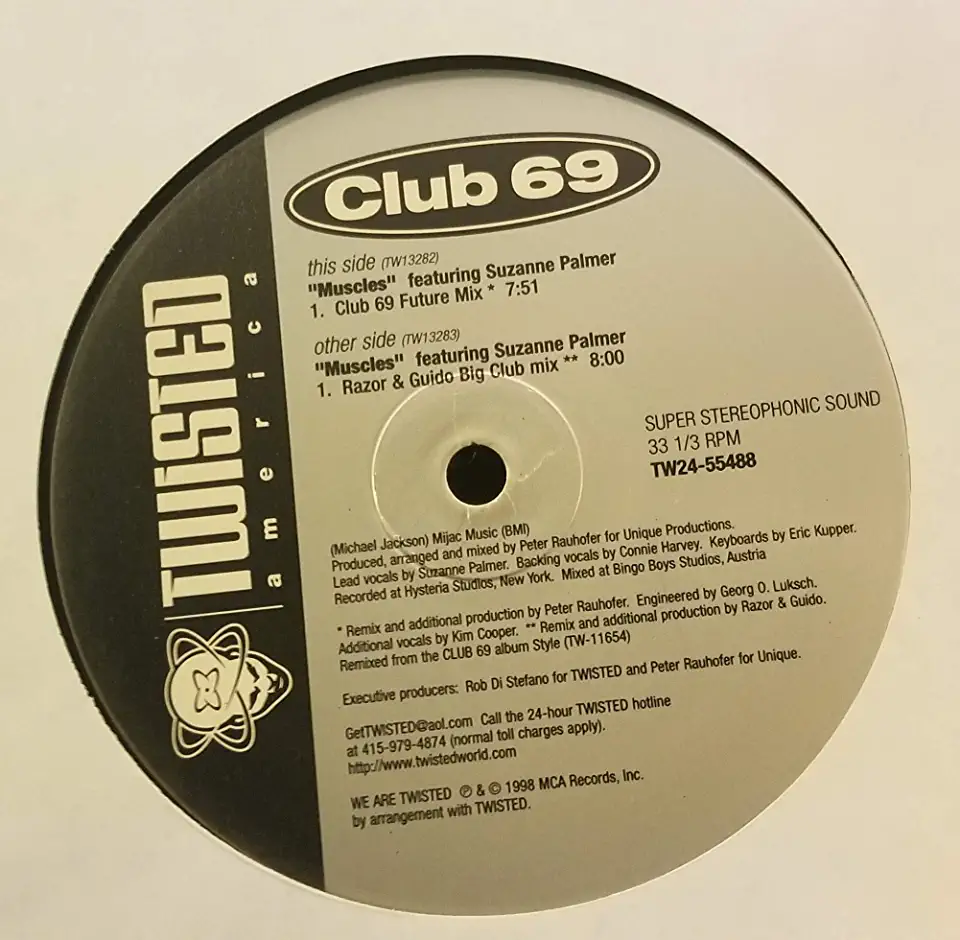 Club 69
this side (TW13282)
"Muscles" featuring Suzanne Palmer
1. Club 69 Future Mix * 7:51
other side (TW13283)
"Muscles" featuring Suzanne Palmer
1. Razor & Guido Big Club mix ** 8:00
SUPER STEREOPHONIC SOUND
33 1/3 RPM
TW24-55488
TWISTED
america
(Michael Jackson) Mijac Music (BMI)
Produced, arranged and mixed by Peter Rauhofer for Unique Productions.
Lead vocals by Suzanne Palmer. Backing vocals by Connie Harvey. Keyboards by Eric Kupper.
Recorded at Hysteria Studios, New York. Mixed at Bingo Boys Studios, Austria
* Remix and additional production by Peter Rauhofer. Engineered by Georg O. Luksch.
Additional vocals by Kim Cooper. ** Remix and additional production by Razor & Guido.
Remixed from the CLUB 69 album Style (TW-11654)
Executive producers: Rob Di Stefano for TWISTED and Peter Rauhofer for Unique.
GetTWISTED@aol.com Call the 24-hour TWISTED hotline
at 415-979-4874 (normal toll charges apply).
http://www.twistedworld.com
WE ARE TWISTED ℗ & © 1998 MCA Records, Inc.
by arrangement with TWISTED.